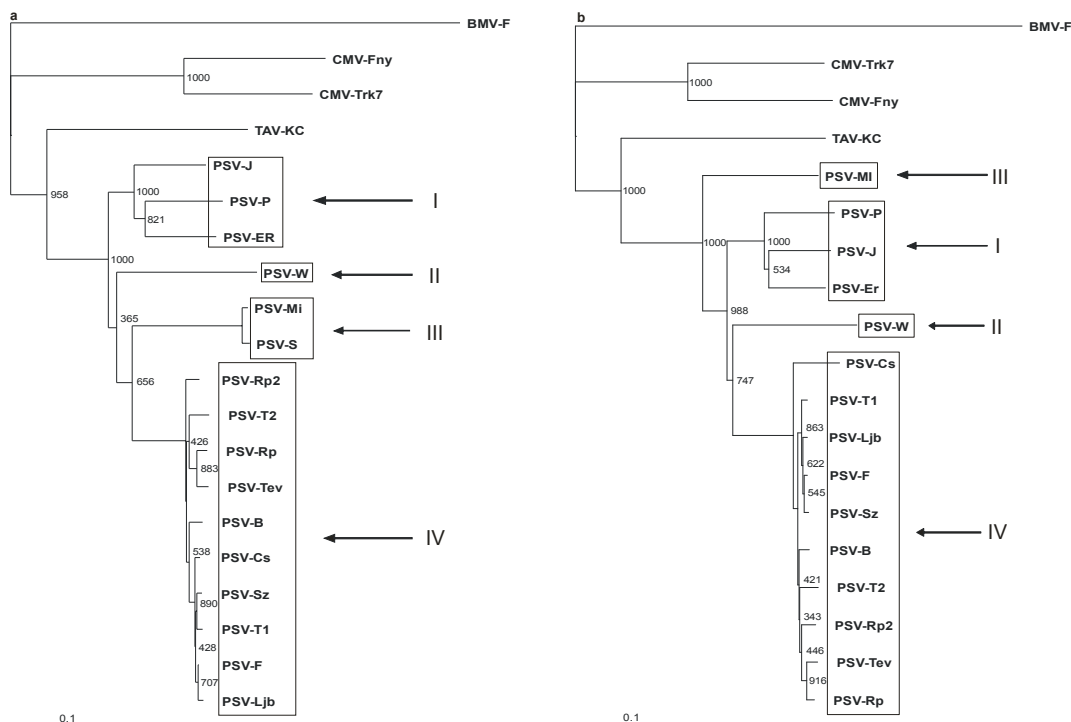 a
BMV-F
CMV-Fny
1000
CMV-Trk7
TAV-KC
958
PSV-J
1000
PSV-P
I
821
PSV-ER
1000
PSV-W
II
365
PSV-Mi
III
PSV-S
656
PSV-Rp2
PSV-T2
426
PSV-Rp
883
PSV-Tev
PSV-B
IV
538
PSV-Cs
PSV-Sz
890
PSV-T1
428
PSV-F
707
PSV-Ljb
0.1
b
BMV-F
CMV-Trk7
1000
CMV-Fny
TAV-KC
1000
PSV-MI
III
PSV-P
1000
1000
PSV-J
I
534
PSV-Er
988
PSV-W
II
747
PSV-Cs
PSV-T1
863
PSV-Ljb
622
PSV-F
545
PSV-Sz
IV
PSV-B
421
PSV-T2
343
PSV-Rp2
446
PSV-Tev
916
PSV-Rp
0.1